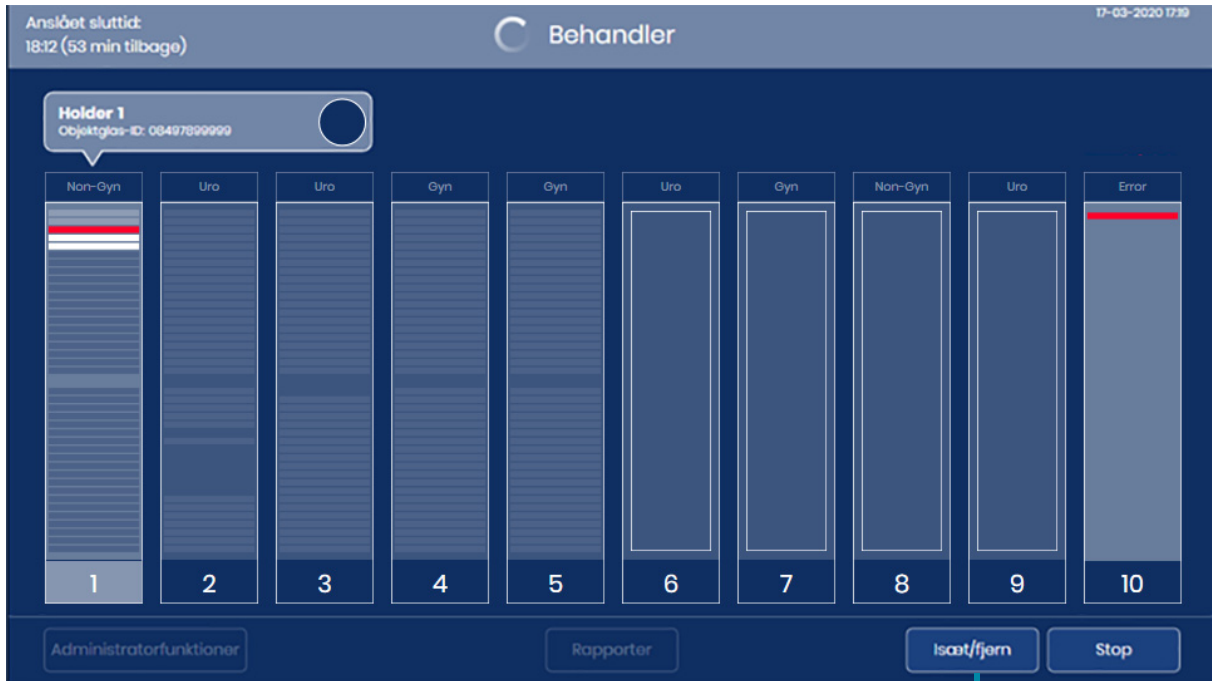 Anslået sluttid:
18:12 (53 min tilbage)
Behandler
17-03-2020 17:19
Holder 1
Objektglas-ID: 08497899999
Non-Gyn
Uro
Uro
Gyn
Gyn
Uro
Gyn
Non-Gyn
Uro
Error
1
2
3
4
5
6
7
8
9
10
Administratorfunktioner
Rapporter
Isæt/fjern
Stop